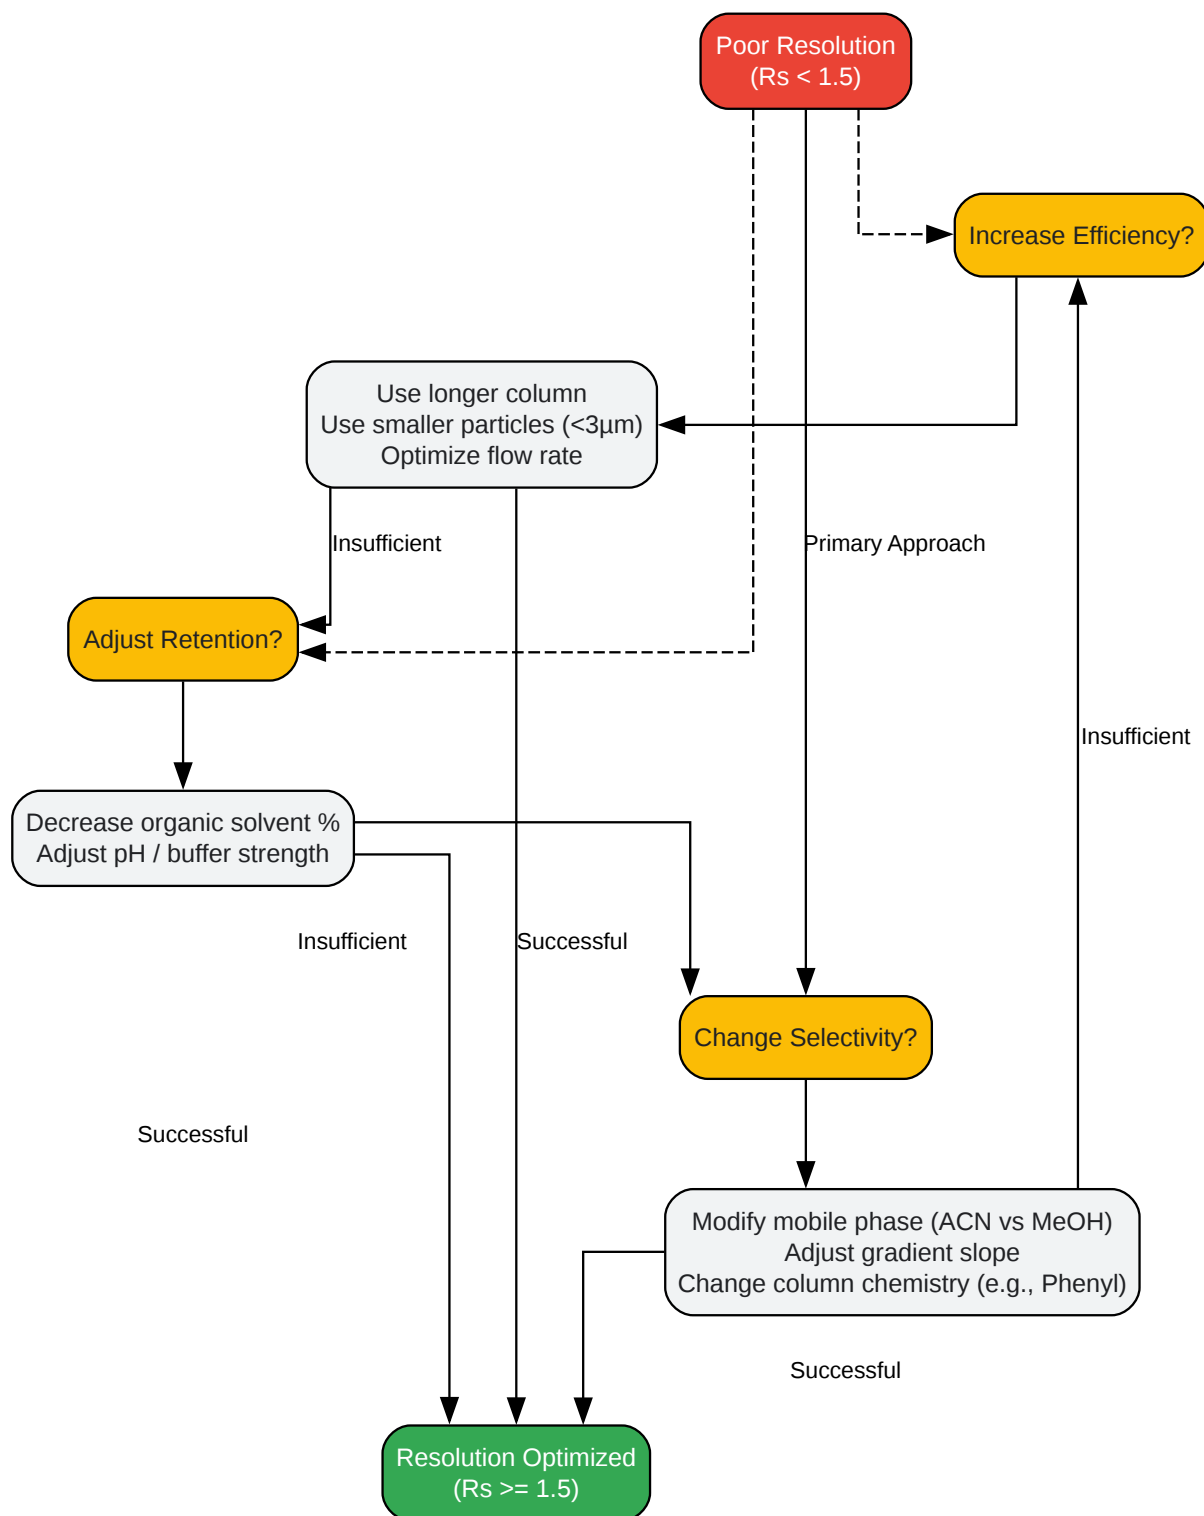 Poor Resolution
(Rs < 1.5)
Increase Efficiency?
Use longer column
Use smaller particles (<3µm)
Optimize flow rate
Insufficient
Primary Approach
Adjust Retention?
Insufficient
Decrease organic solvent %
Adjust pH / buffer strength
Insufficient
Successful
Change Selectivity?
Successful
Modify mobile phase (ACN vs MeOH)
Adjust gradient slope
Change column chemistry (e.g., Phenyl)
Successful
Resolution Optimized
(Rs >= 1.5)